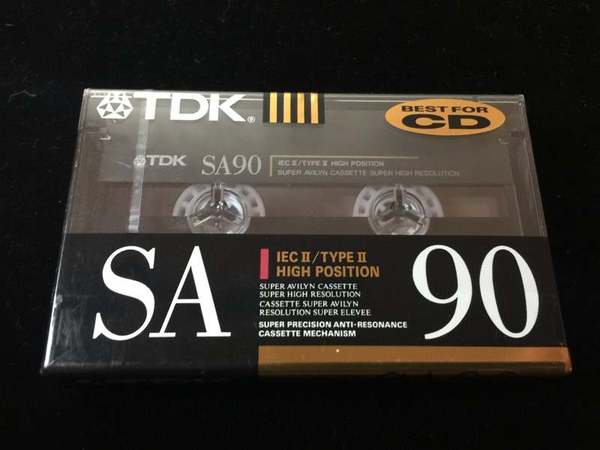 TDK®
BEST FOR
CD
TDK SA90 IEC II/TYPE II HIGH POSITION
SUPER AVILYN CASSETTE SUPER HIGH RESOLUTION
SA
IEC II/TYPE II
HIGH POSITION
SUPER AVILYN CASSETTE
SUPER HIGH RESOLUTION
CASSETTE SUPER AVILYN
RESOLUTION SUPER ELEVEE
SUPER PRECISION ANTI-RESONANCE
CASSETTE MECHANISM
90